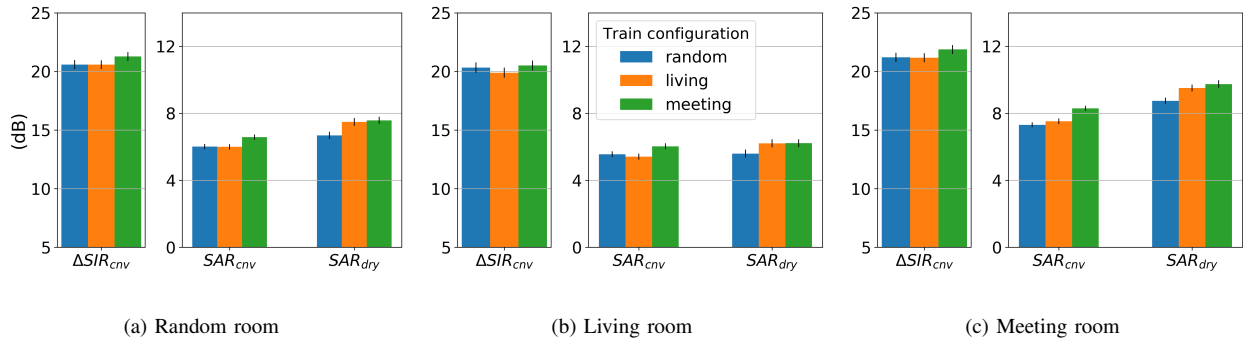 25
20
15
10
5
(dB)
ΔSIR_cnv
12
8
4
0
SAR_cnv SAR_dry
(a) Random room
25
20
15
10
5
ΔSIR_cnv
12
8
4
0
Train configuration
random
living
meeting
SAR_cnv SAR_dry
(b) Living room
25
20
15
10
5
ΔSIR_cnv
12
8
4
0
SAR_cnv SAR_dry
(c) Meeting room